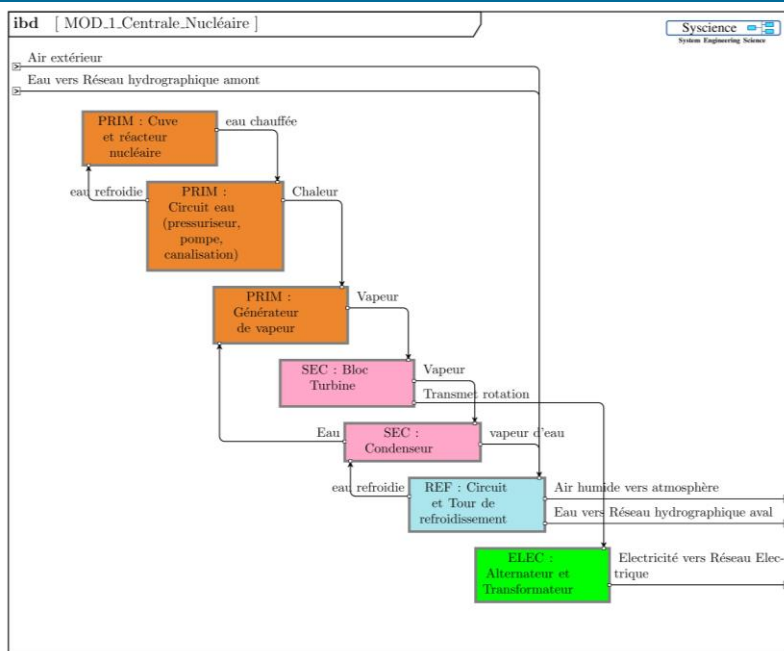 ibd [ MOD_1_Centrale_Nucléaire ]
Syscience
System Engineering Science
Air extérieur
Eau vers Réseau hydrographique amont
PRIM : Cuve
et réacteur
nucléaire
eau chauffée
eau refroidie
PRIM :
Circuit eau
(pressuriseur,
pompe,
canalisation)
Chaleur
PRIM :
Générateur
de vapeur
Vapeur
SEC : Bloc
Turbine
Vapeur
Transmet rotation
Eau
SEC :
Condenseur
vapeur d'eau
eau refroidie
REF : Circuit
et Tour de
refroidissement
Air humide vers atmosphère
Eau vers Réseau hydrographique aval
ELEC :
Alternateur et
Transformateur
Electricité vers Réseau Elec-
trique